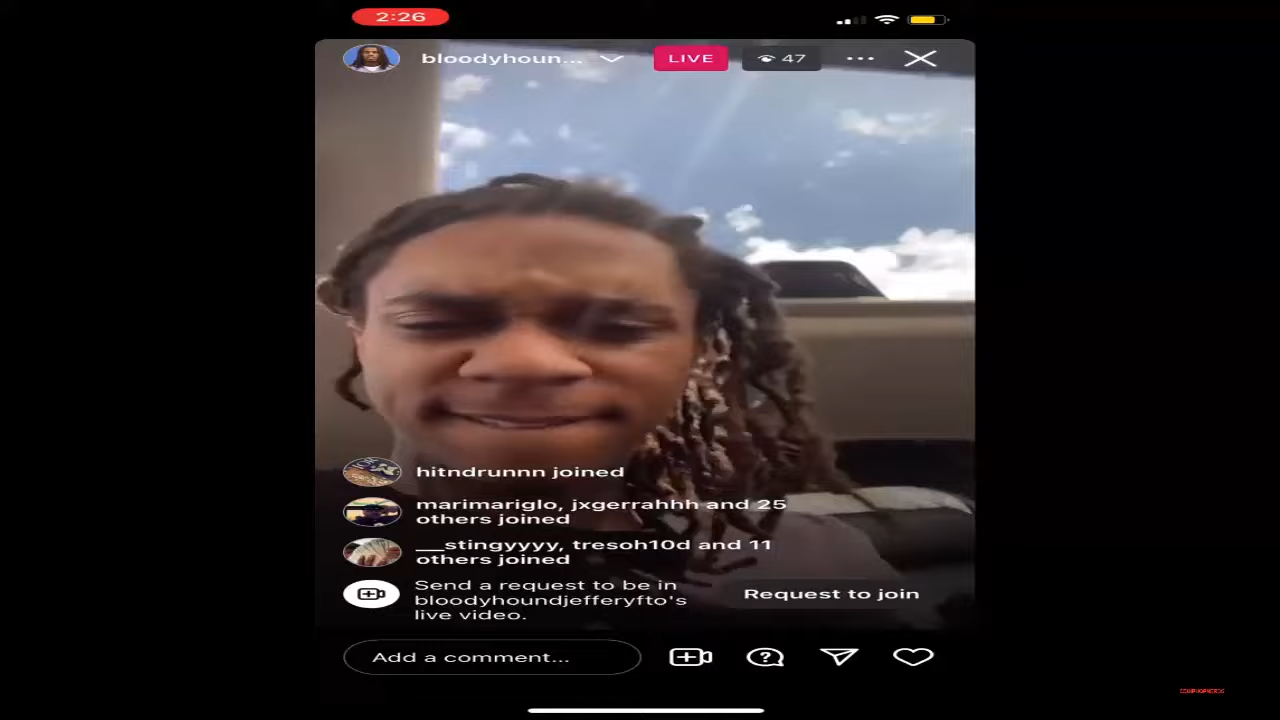 2:26
bloodyhoun...
LIVE
47
hitndrunnn joined
marimariglo, jxgerrahhh and 25
others joined
__stingyyyy, tresoh10d and 11
others joined
Send a request to be in
bloodyhoundjefferyfto's
live video.
Request to join
Add a comment...